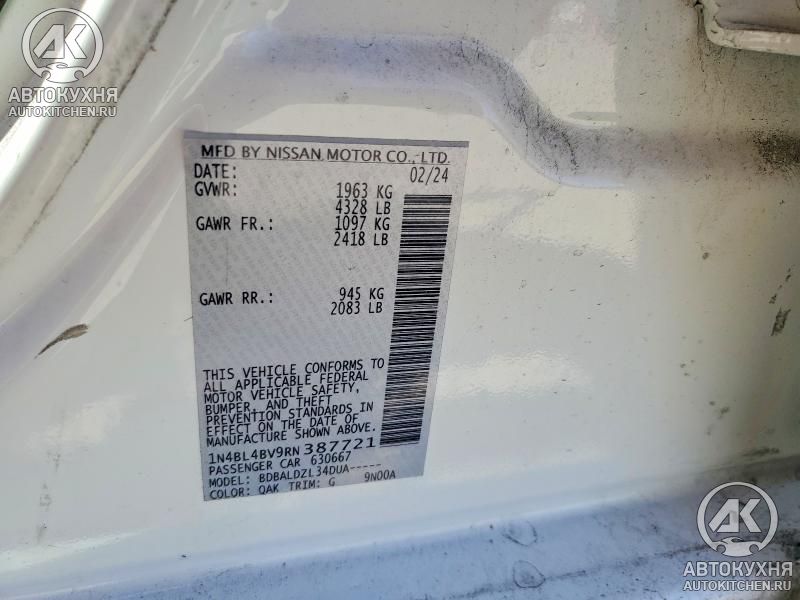 AK
АВТОКУХНЯ
AUTOKITCHEN.RU
MFD BY NISSAN MOTOR CO., LTD.
DATE: 02/24
GVWR: 1963 KG
4328 LB
GAWR FR.: 1097 KG
2418 LB
GAWR RR.: 945 KG
2083 LB
THIS VEHICLE CONFORMS TO
ALL APPLICABLE FEDERAL
MOTOR VEHICLE SAFETY,
BUMPER, AND THEFT
PREVENTION STANDARDS IN
EFFECT ON THE DATE OF
MANUFACTURE SHOWN ABOVE.
1N4BL4BV9RN387721
PASSENGER CAR 630667
MODEL: BDBALDZL34DUA-----
COLOR: QAK TRIM: G 9N00A
AK
АВТОКУХНЯ
AUTOKITCHEN.RU